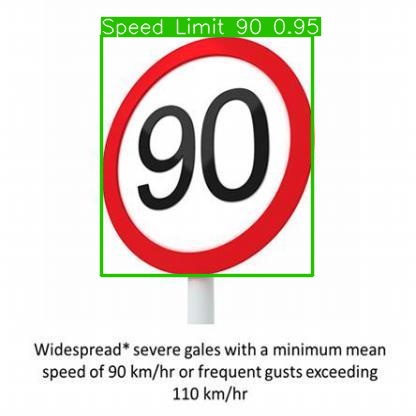 Speed Limit 90 0.95
90
Widespread* severe gales with a minimum mean
speed of 90 km/hr or frequent gusts exceeding
110 km/hr